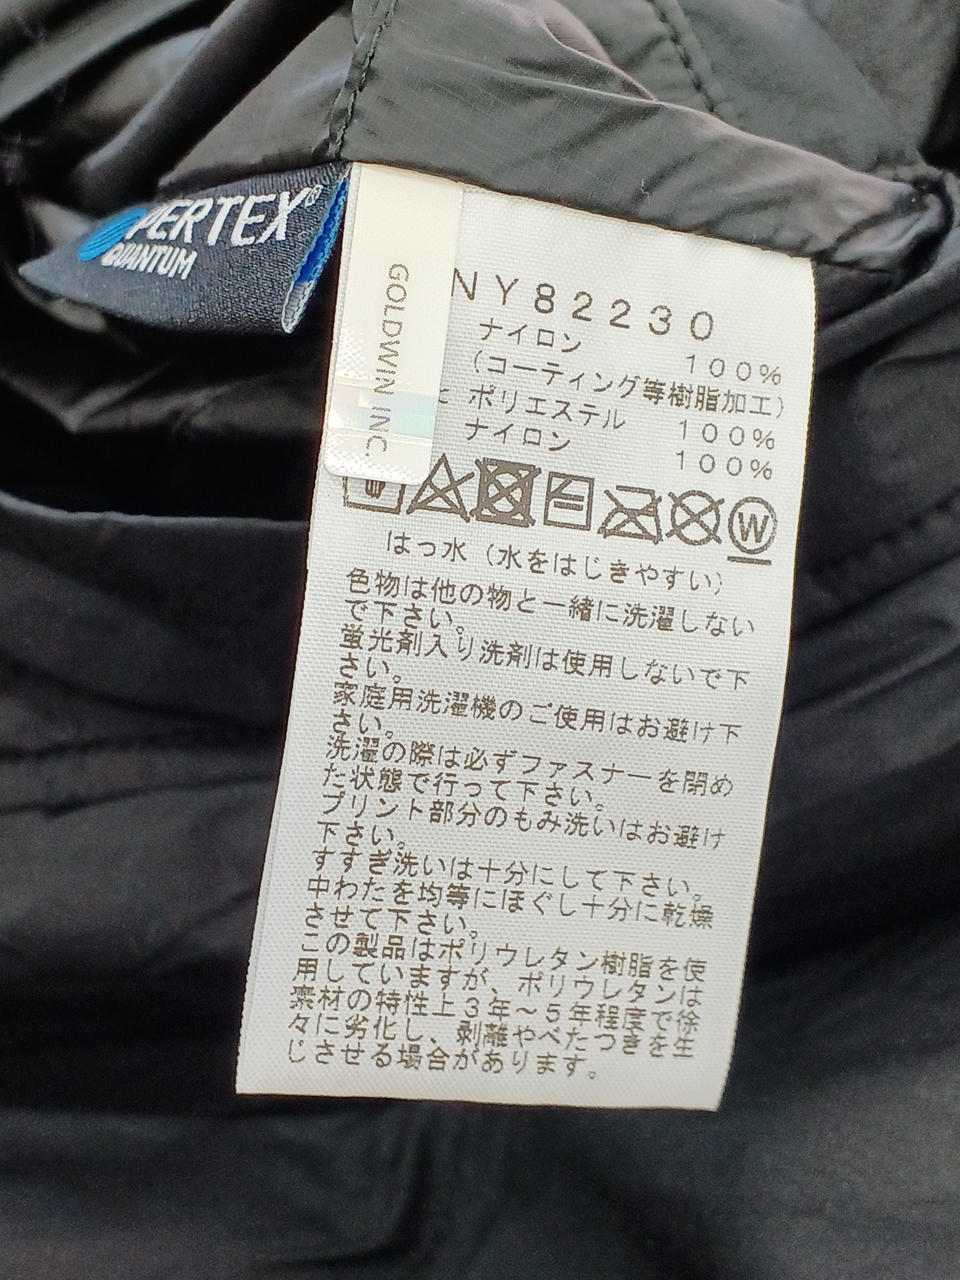 PERTEX®
QUANTUM
GOLDWIN INC.
NY82230
ナイロン 100%
(コーティング等樹脂加工)
ポリエステル 100%
ナイロン 100%
W
はっ水(水をはじきやすい)
色物は他の物と一緒に洗濯しない
で下さい。
蛍光剤入り洗剤は使用しないで下
さい。
家庭用洗濯機のご使用はお避け下
さい。
洗濯の際は必ずファスナーを閉め
た状態で行って下さい。
プリント部分のもみ洗いはお避け
下さい。
すすぎ洗いは十分にして下さい。
中わたを均等にほぐし十分に乾燥
させて下さい。
この製品はポリウレタン樹脂を使
用していますが、ポリウレタンは
素材の特性上3年~5年程度で徐
々に劣化し、剥離やべたつきを生
じさせる場合があります。